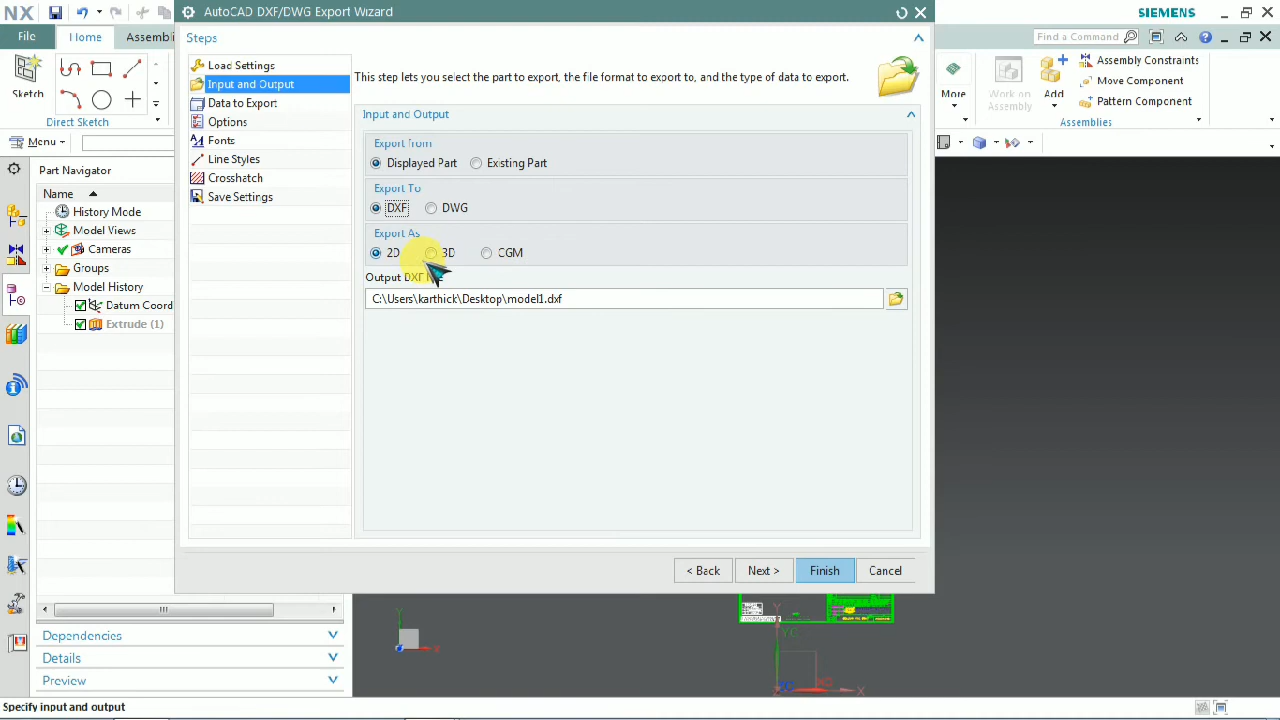 NX
AutoCAD DXF/DWG Export Wizard
SIEMENS
File
Home
Assembli
Find a Command
Steps
Sketch
Direct Sketch
Menu
More
Work on
Assembly
Add
Assembly Constraints
Move Component
Pattern Component
Assemblies
Load Settings
Input and Output
Data to Export
Options
Fonts
Line Styles
Crosshatch
Save Settings
This step lets you select the part to export, the file format to export to, and the type of data to export.
Input and Output
Export from
Displayed Part
Existing Part
Export To
DXF
DWG
Export As
2D
3D
CGM
Output DXF
C:\Users\karthick\Desktop\model1.dxf
Part Navigator
Name
History Mode
Model Views
Cameras
Groups
Model History
Datum Coord
Extrude (1)
< Back
Next >
Finish
Cancel
Dependencies
Details
Preview
Y
X
Y
YC
XC
X
Specify input and output